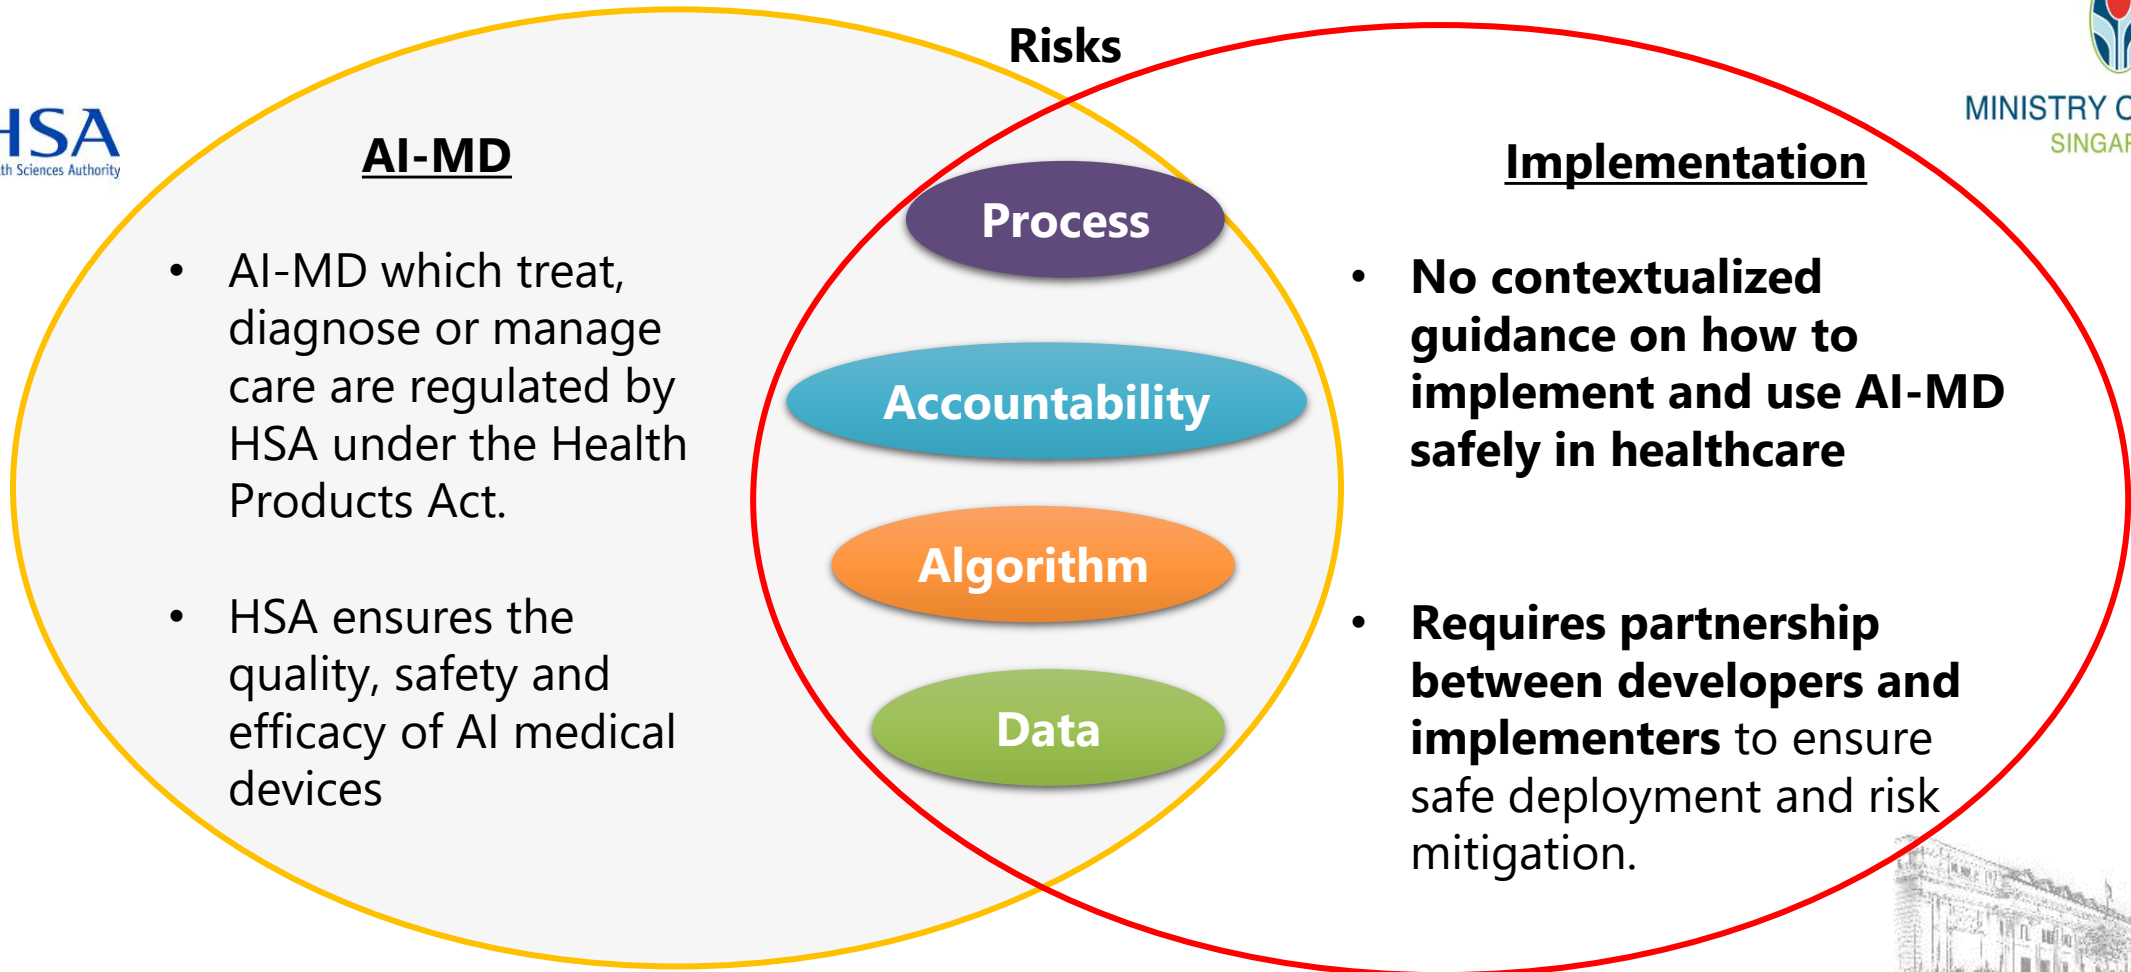 Risks
HSA
Sciences Authority
MINISTRY
AI-MD
• AI-MD which treat,
diagnose or manage
care are regulated by
HSA under the Health
Products Act.
• HSA ensures the
quality, safety and
efficacy of AI medical
devices
Process
Accountability
Algorithm
Data
Implementation
• No contextualized
guidance on how to
implement and use AI-MD
safely in healthcare
• Requires partnership
between developers and
implementers to ensure
safe deployment and risk
mitigation.